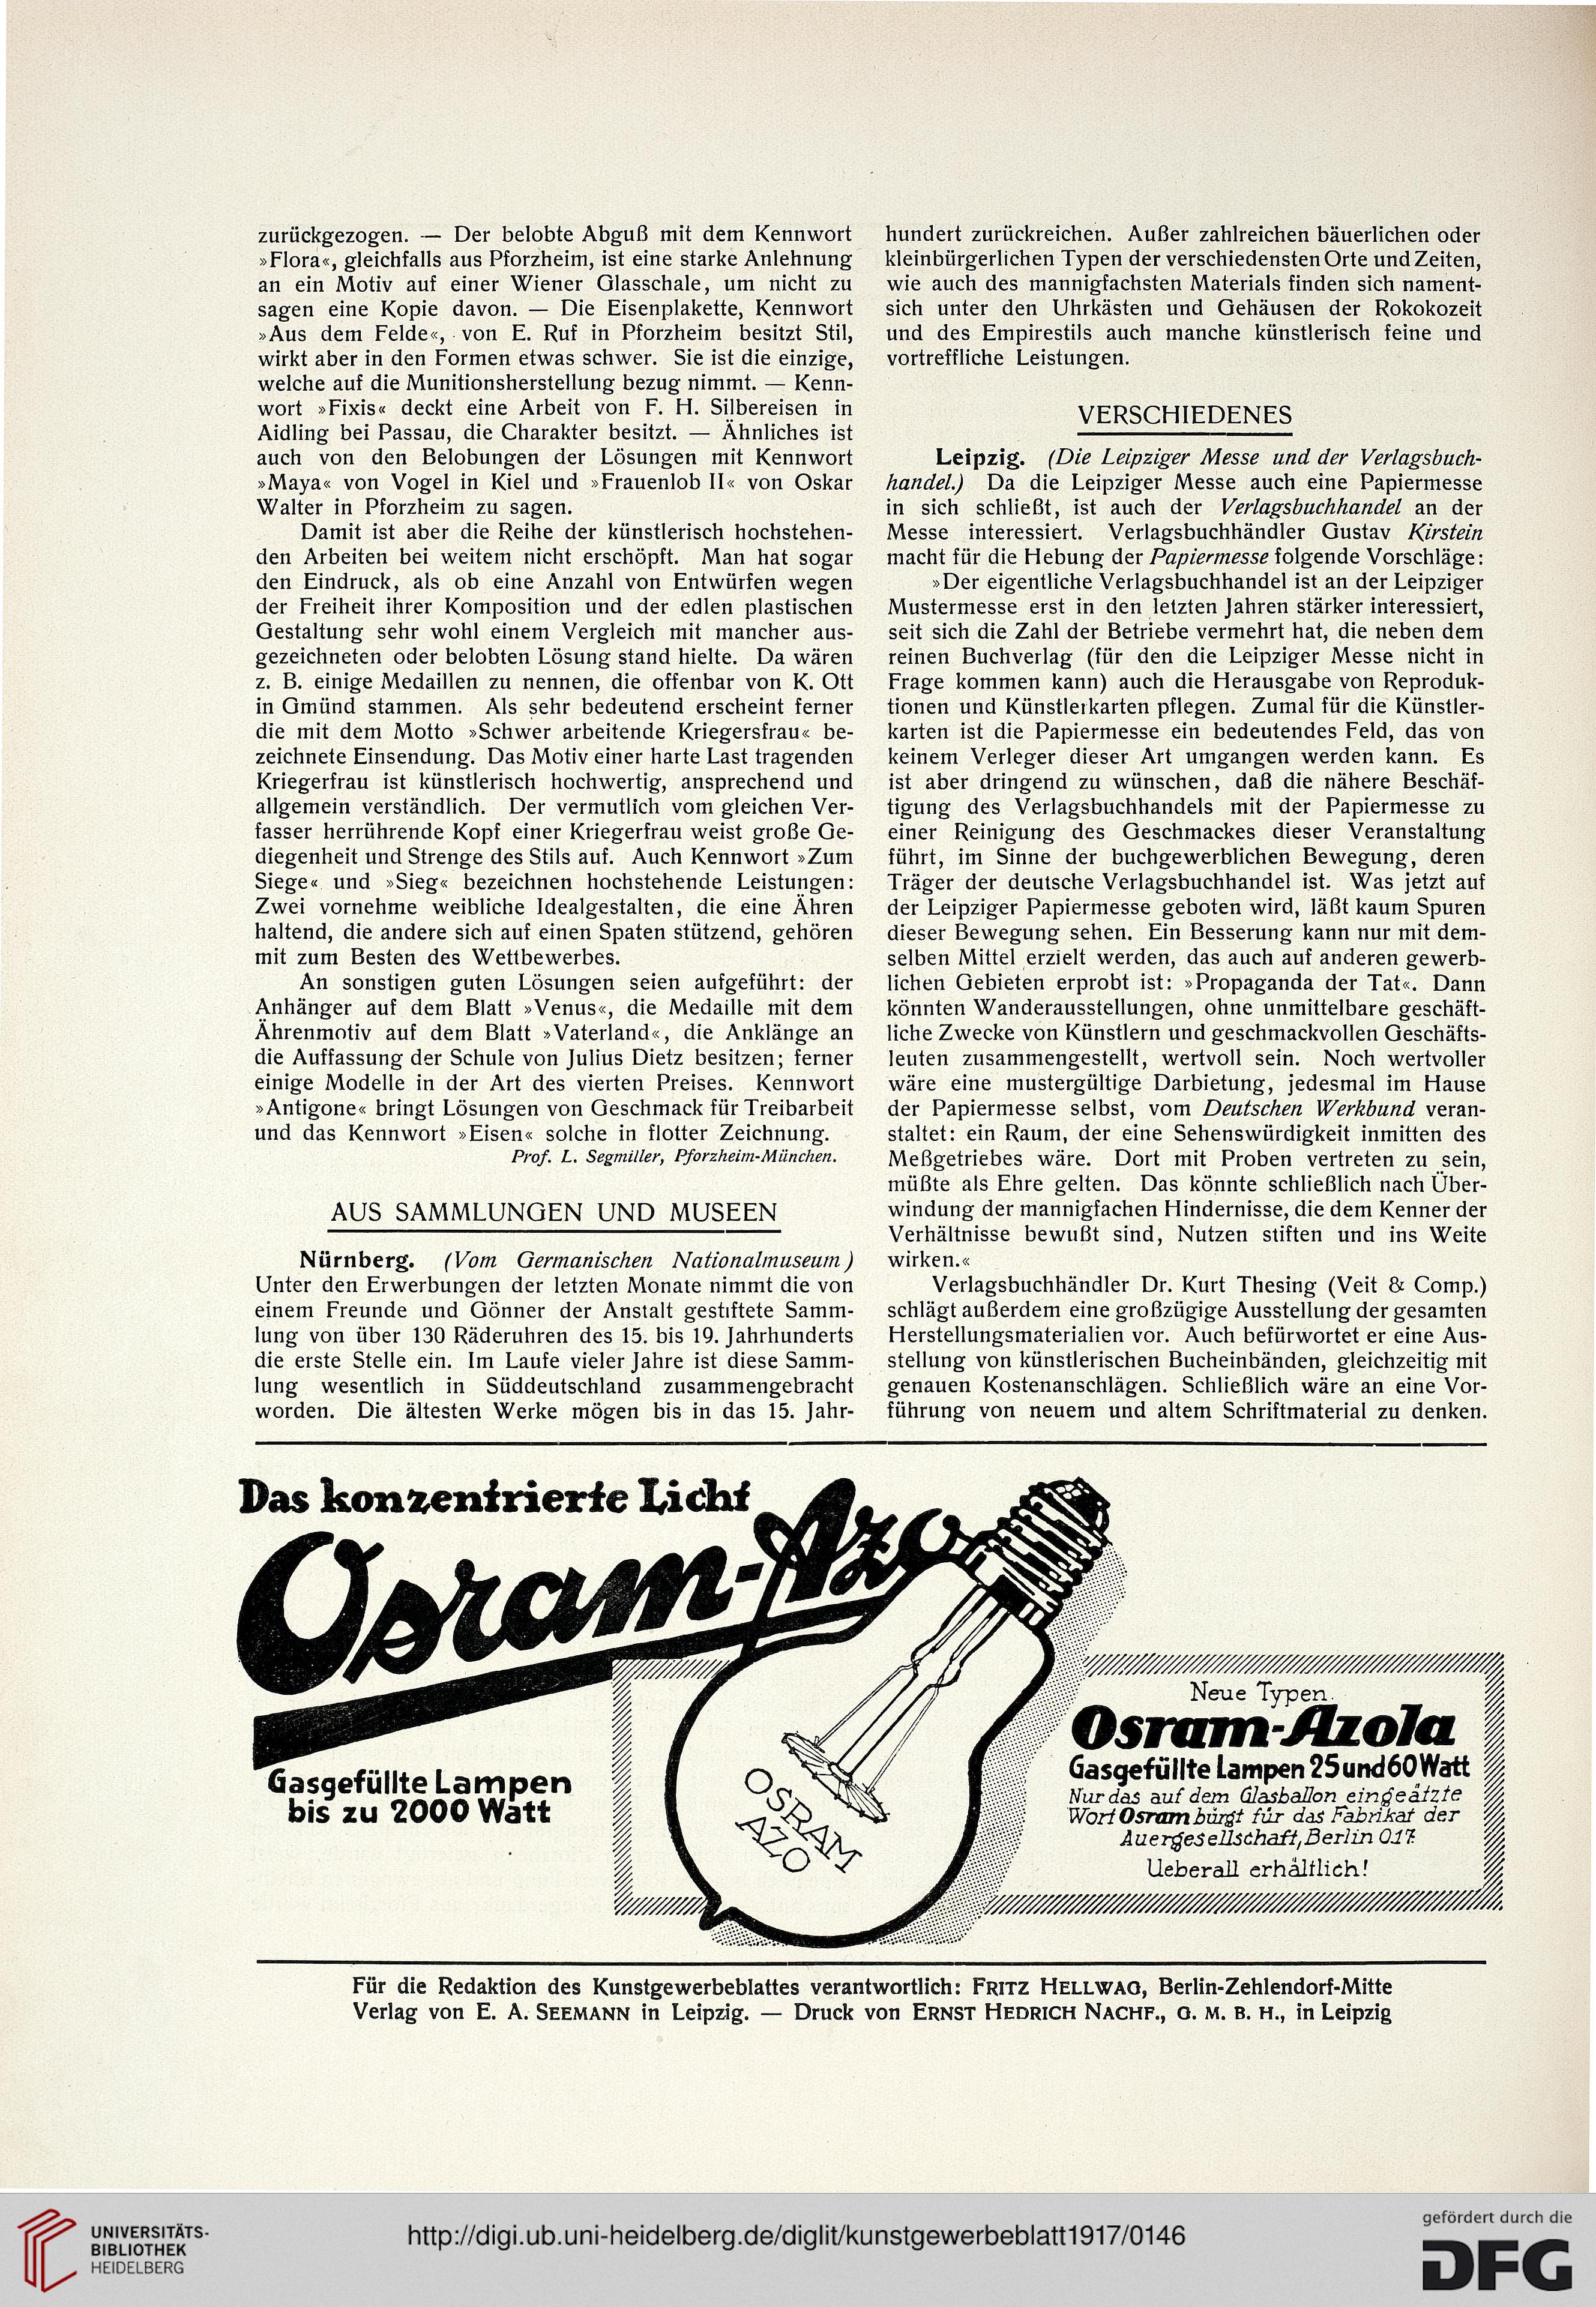 zurückgezogen. — Der belobte Abguß mit dem Kennwort
»Flora«, gleichfalls aus Pforzheim, ist eine starke Anlehnung
an ein Motiv auf einer Wiener Glasschale, um nicht zu
sagen eine Kopie davon. — Die Eisenplakette, Kennwort
»Aus dem Felde«, von E. Ruf in Pforzheim besitzt Stil,
wirkt aber in den Formen etwas schwer. Sie ist die einzige,
welche auf die Munitionsherstellung bezug nimmt. — Kenn-
wort »Fixis« deckt eine Arbeit von F. H. Silbereisen in
Aidling bei Passau, die Charakter besitzt. — Ähnliches ist
auch von den Belobungen der Lösungen mit Kennwort
»Maya« von Vogel in Kiel und »Frauenlob II« von Oskar
Walter in Pforzheim zu sagen.
Damit ist aber die Reihe der künstlerisch hochstehen-
den Arbeiten bei weitem nicht erschöpft. Man hat sogar
den Eindruck, als ob eine Anzahl von Entwürfen wegen
der Freiheit ihrer Komposition und der edlen plastischen
Gestaltung sehr wohl einem Vergleich mit mancher aus-
gezeichneten oder belobten Lösung stand hielte. Da wären
z. B. einige Medaillen zu nennen, die offenbar von K. Ott
in Gmünd stammen. Als sehr bedeutend erscheint ferner
die mit dem Motto »Schwer arbeitende Kriegersfrau« be-
zeichnete Einsendung. Das Motiv einer harte Last tragenden
Kriegerfrau ist künstlerisch hochwertig, ansprechend und
allgemein verständlich. Der vermutlich vom gleichen Ver-
fasser herrührende Kopf einer Kriegerfrau weist große Ge-
diegenheit und Strenge des Stils auf. Auch Kennwort »Zum
Siege« und »Sieg« bezeichnen hochstehende Leistungen:
Zwei vornehme weibliche Idealgestalten, die eine Ähren
haltend, die andere sich auf einen Spaten stützend, gehören
mit zum Besten des Wettbewerbes.
An sonstigen guten Lösungen seien aufgeführt: der
Anhänger auf dem Blatt »Venus«, die Medaille mit dem
Ährenmotiv auf dem Blatt »Vaterland«, die Anklänge an
die Auffassung der Schule von Julius Dietz besitzen; ferner
einige Modelle in der Art des vierten Preises. Kennwort
»Antigone« bringt Lösungen von Geschmack für Treibarbeit
und das Kennwort »Eisen« solche in flotter Zeichnung.
Prof. L. Segmiller, Pforzheim-München.
AUS SAMMLUNGEN UND MUSEEN
Nürnberg. (Vom Germanischen Nationalmuseum)
Unter den Erwerbungen der letzten Monate nimmt die von
einem Freunde und Gönner der Anstalt gestiftete Samm-
lung von über 130 Räderuhren des 15. bis 19. Jahrhunderts
die erste Stelle ein. Im Laufe vieler Jahre ist diese Samm-
lung wesentlich in Süddeutschland zusammengebracht
worden. Die ältesten Werke mögen bis in das 15. Jahr-
hundert zurückreichen. Außer zahlreichen bäuerlichen oder
kleinbürgerlichen Typen der verschiedensten Orte und Zeiten,
wie auch des mannigfachsten Materials finden sich nament-
sich unter den Uhrkästen und Gehäusen der Rokokozeit
und des Empirestils auch manche künstlerisch feine und
vortreffliche Leistungen.
VERSCHIEDENES
Leipzig. (Die Leipziger Messe und der Verlagsbuch-
handel.) Da die Leipziger Messe auch eine Papiermesse
in sich schließt, ist auch der Verlagsbuchhandel an der
Messe interessiert. Verlagsbuchhändler Gustav Kirstein
macht für die Hebung der Papiermesse folgende Vorschläge:
»Der eigentliche Verlagsbuchhandel ist an der Leipziger
Mustermesse erst in den letzten Jahren stärker interessiert,
seit sich die Zahl der Betriebe vermehrt hat, die neben dem
reinen Buchverlag (für den die Leipziger Messe nicht in
Frage kommen kann) auch die Herausgabe von Reproduk-
tionen und Künstlerkarten pflegen. Zumal für die Künstler-
karten ist die Papiermesse ein bedeutendes Feld, das von
keinem Verleger dieser Art umgangen werden kann. Es
ist aber dringend zu wünschen, daß die nähere Beschäf-
tigung des Verlagsbuchhandels mit der Papiermesse zu
einer Reinigung des Geschmackes dieser Veranstaltung
führt, im Sinne der buchgewerblichen Bewegung, deren
Träger der deutsche Verlagsbuchhandel ist. Was jetzt auf
der Leipziger Papiermesse geboten wird, läßt kaum Spuren
dieser Bewegung sehen. Ein Besserung kann nur mit dem-
selben Mittel erzielt werden, das auch auf anderen gewerb-
lichen Gebieten erprobt ist: »Propaganda der Tat«. Dann
könnten Wanderausstellungen, ohne unmittelbare geschäft-
liche Zwecke von Künstlern und geschmackvollen Geschäfts-
leuten zusammengestellt, wertvoll sein. Noch wertvoller
wäre eine mustergültige Darbietung, jedesmal im Hause
der Papiermesse selbst, vom Deutschen Werkbund veran-
staltet: ein Raum, der eine Sehenswürdigkeit inmitten des
Meßgetriebes wäre. Dort mit Proben vertreten zu sein,
müßte als Ehre gelten. Das könnte schließlich nach Über-
windung der mannigfachen Hindernisse, die dem Kenner der
Verhältnisse bewußt sind, Nutzen stiften und ins Weite
wirken.«
Verlagsbuchhändler Dr. Kurt Thesing (Veit & Comp.)
schlägt außerdem eine großzügige Ausstellung der gesamten
Herstellungsmaterialien vor. Auch befürwortet er eine Aus-
stellung von künstlerischen Bucheinbänden, gleichzeitig mit
genauen Kostenanschlägen. Schließlich wäre an eine Vor-
führung von neuem und altem Schriftmaterial zu denken.
Das konzentrierte Licht
Osram-Azo
Gasgefüllte Lampen
bis zu 2000 Watt
OSRAM
AZO
Neue Typen.
Osram-Azola
Gasgefüllte Lampen 25 und 60 Watt
Nur das auf dem Glasballon eingeätzte
Wort Osram bürgt für das Fabrikat der
Auergesellschaft, Berlin O.17.
Ueberall erhältlich!
Für die Redaktion des Kunstgewerbeblattes verantwortlich: FRITZ HELLWAG, Berlin-Zehlendorf-Mitte
Verlag von E. A. SEEMANN in Leipzig. — Druck von ERNST HEDRICH NACHF., G. M. B. H., in Leipzig
UNIVERSITÄTS-
BIBLIOTHEK
HEIDELBERG
http://digi.ub.uni-heidelberg.de/diglit/kunstgewerbeblatt1917/0146
gefördert durch die
DFG